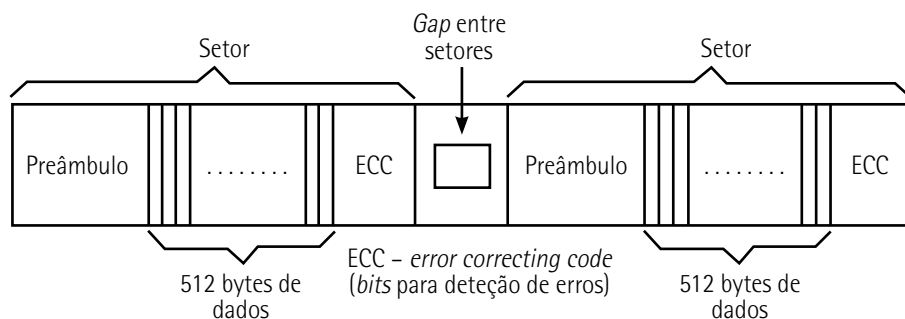 Setor
Gap entre
setores
Setor
Preâmbulo
........
ECC
Preâmbulo
........
ECC
512 bytes de
dados
ECC – error correcting code
(bits para deteção de erros)
512 bytes de
dados